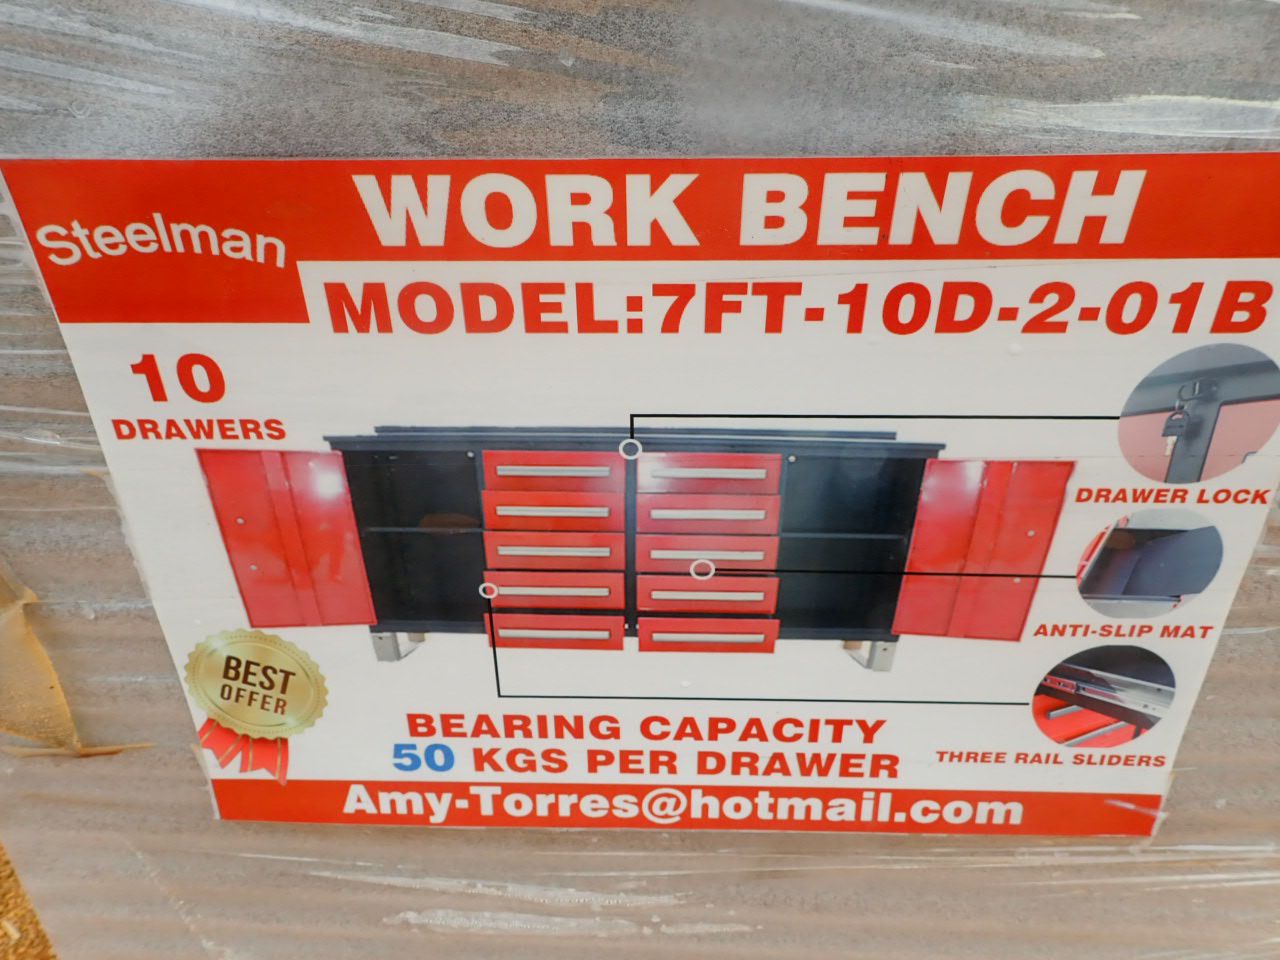 Steelman
WORK BENCH
MODEL:7FT-10D-2-01B
10
DRAWERS
DRAWER LOCK
ANTI-SLIP MAT
THREE RAIL SLIDERS
BEST
OFFER
BEARING CAPACITY
50 KGS PER DRAWER
Amy-Torres@hotmail.com